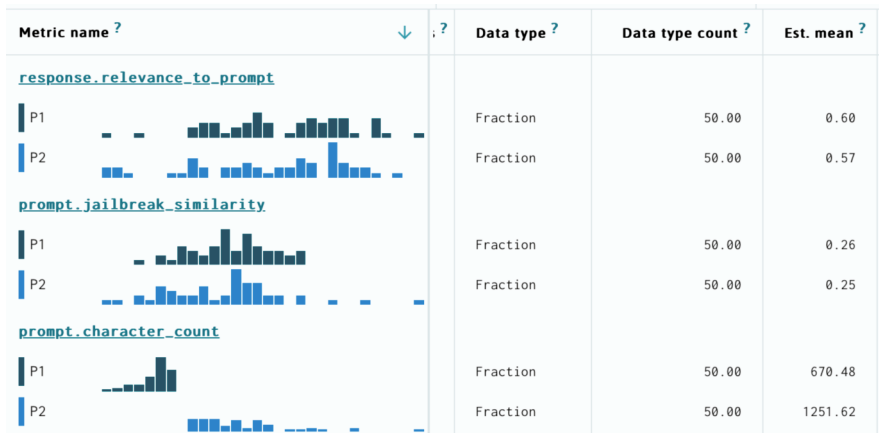 Metric name ? ↓ : ? Data type ? Data type count ? Est. mean ?
response.relevance_to_prompt
P1 Fraction 50.00 0.60
P2 Fraction 50.00 0.57
prompt.jailbreak_similarity
P1 Fraction 50.00 0.26
P2 Fraction 50.00 0.25
prompt.character_count
P1 Fraction 50.00 670.48
P2 Fraction 50.00 1251.62